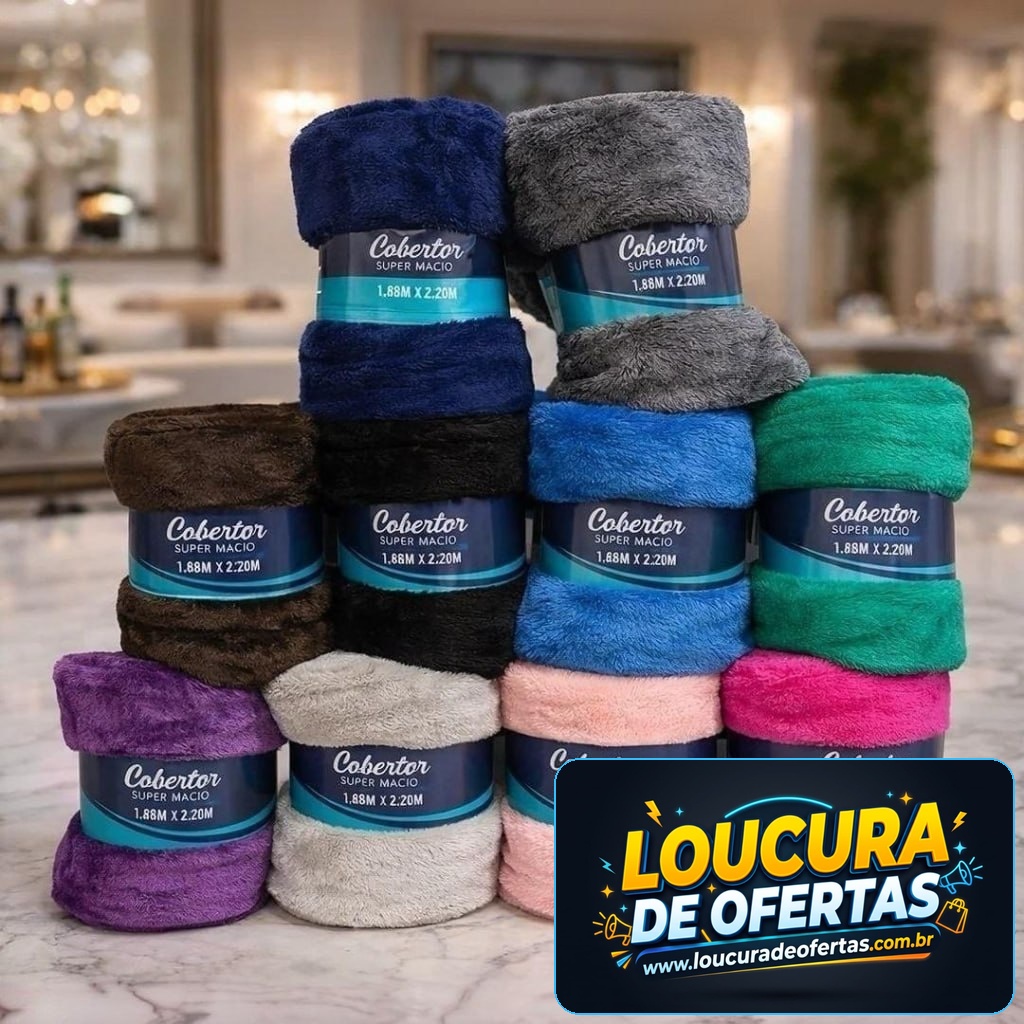 Cobertor
SUPER MACIO
1,88M X 2,20M
Cobertor
SUPER MACIO
1,88M X 2,20M
Cobertor
SUPER MACIO
1,88M X 2,20M
Cobertor
SUPER MACIO
1,88M X 2,20M
Cobertor
SUPER MACIO
1,88M X 2,20M
Cobertor
SUPER MACIO
1,88M X 2,20M
Cobertor
SUPER MACIO
1,88M X 2,20M
Cobertor
SUPER MACIO
1,88M X 2,20M
LOUCURA
DE OFERTAS
www.loucuradeofertas.com.br